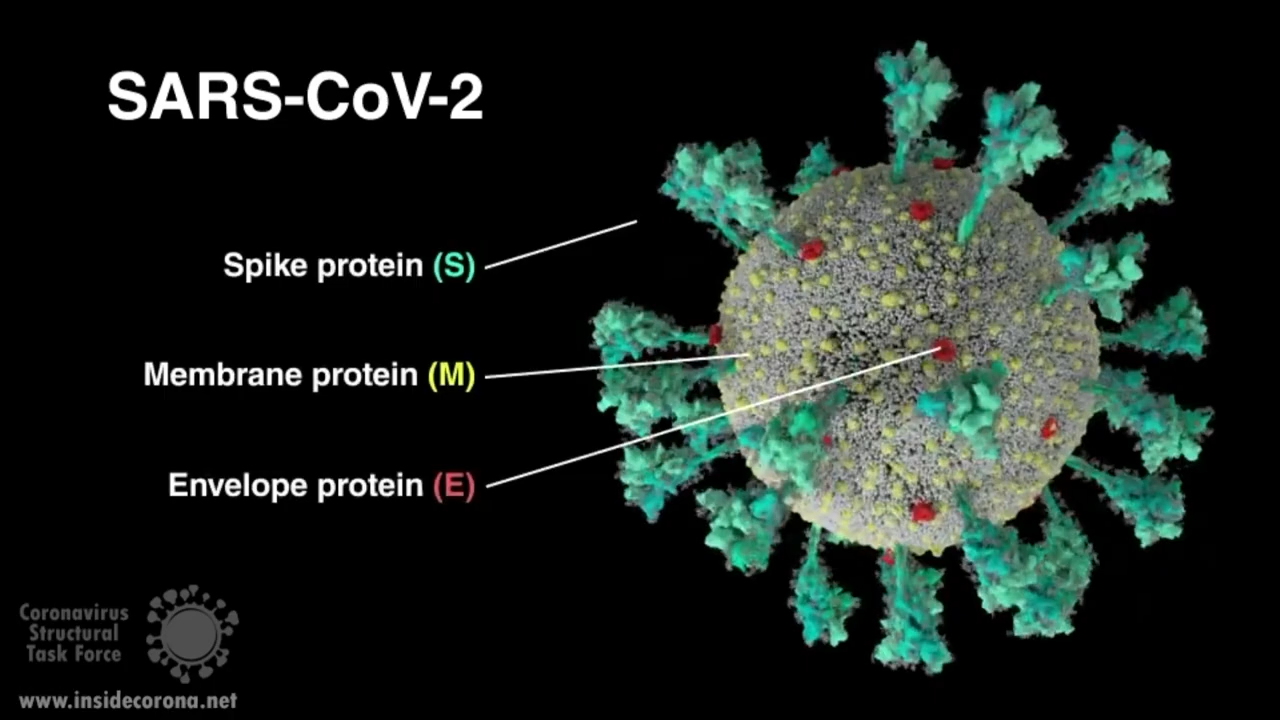 SARS-CoV-2
Spike protein (S)
Membrane protein (M)
Envelope protein (E)
Coronavirus
Structural
Task Force
www.insidecorona.net